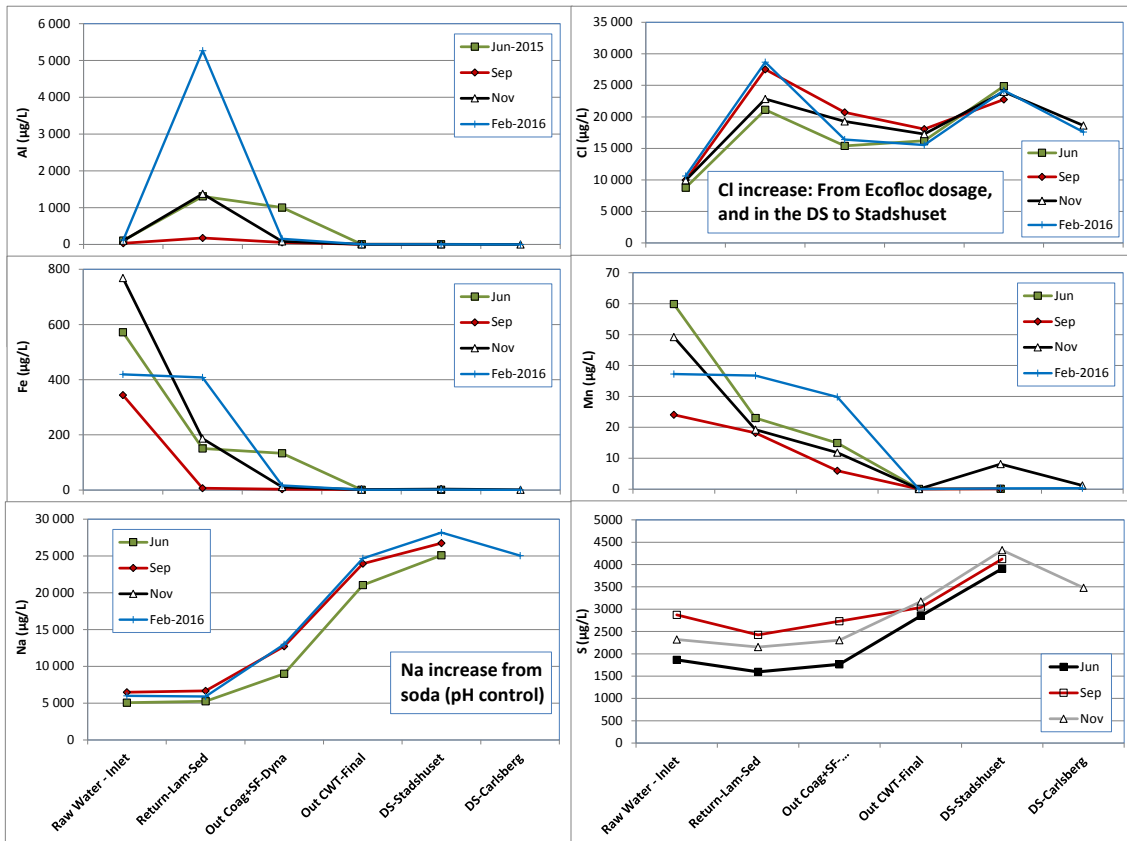 6 000
5 000
4 000
3 000
2 000
1 000
0
Al (µg/L)
Jun-2015
Sep
Nov
Feb-2016
35 000
30 000
25 000
20 000
15 000
10 000
5 000
0
Cl (µg/L)
Jun
Sep
Nov
Feb-2016
Cl increase: From Ecofloc dosage,
and in the DS to Stadshuset
800
600
400
200
0
Fe (µg/L)
Jun
Sep
Nov
Feb-2016
70
60
50
40
30
20
10
0
Mn (µg/L)
Jun
Sep
Nov
Feb-2016
30 000
25 000
20 000
15 000
10 000
5 000
0
Na (µg/L)
Jun
Sep
Nov
Feb-2016
Na increase from
soda (pH control)
Raw Water - Inlet
Return-Lam-Sed
Out Coag+SF-Dyna
Out CWT-Final
DS-Stadshuset
DS-Carlsberg
5000
4500
4000
3500
3000
2500
2000
1500
1000
500
0
S (µg/L)
Jun
Sep
Nov
Raw Water - Inlet
Return-Lam-Sed
Out Coag+SF-...
Out CWT-Final
DS-Stadshuset
DS-Carlsberg